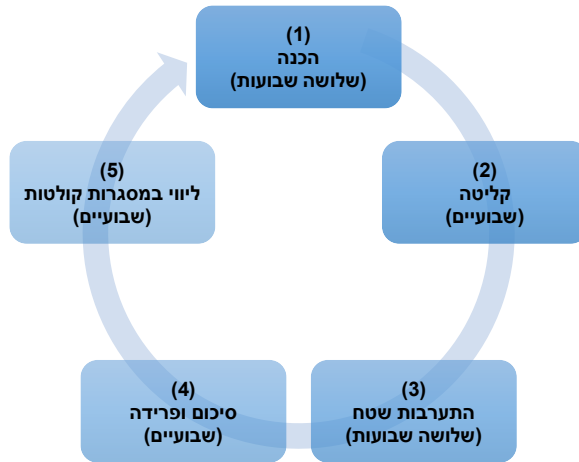 (1)
הכנה
(שלושה שבועות)
(2)
קליטה
(שבועיים)
(3)
התערבות שטח
(שלושה שבועות)
(4)
סיכום ופרידה
(שבועיים)
(5)
ליווי במסגרות קולטות
(שבועיים)